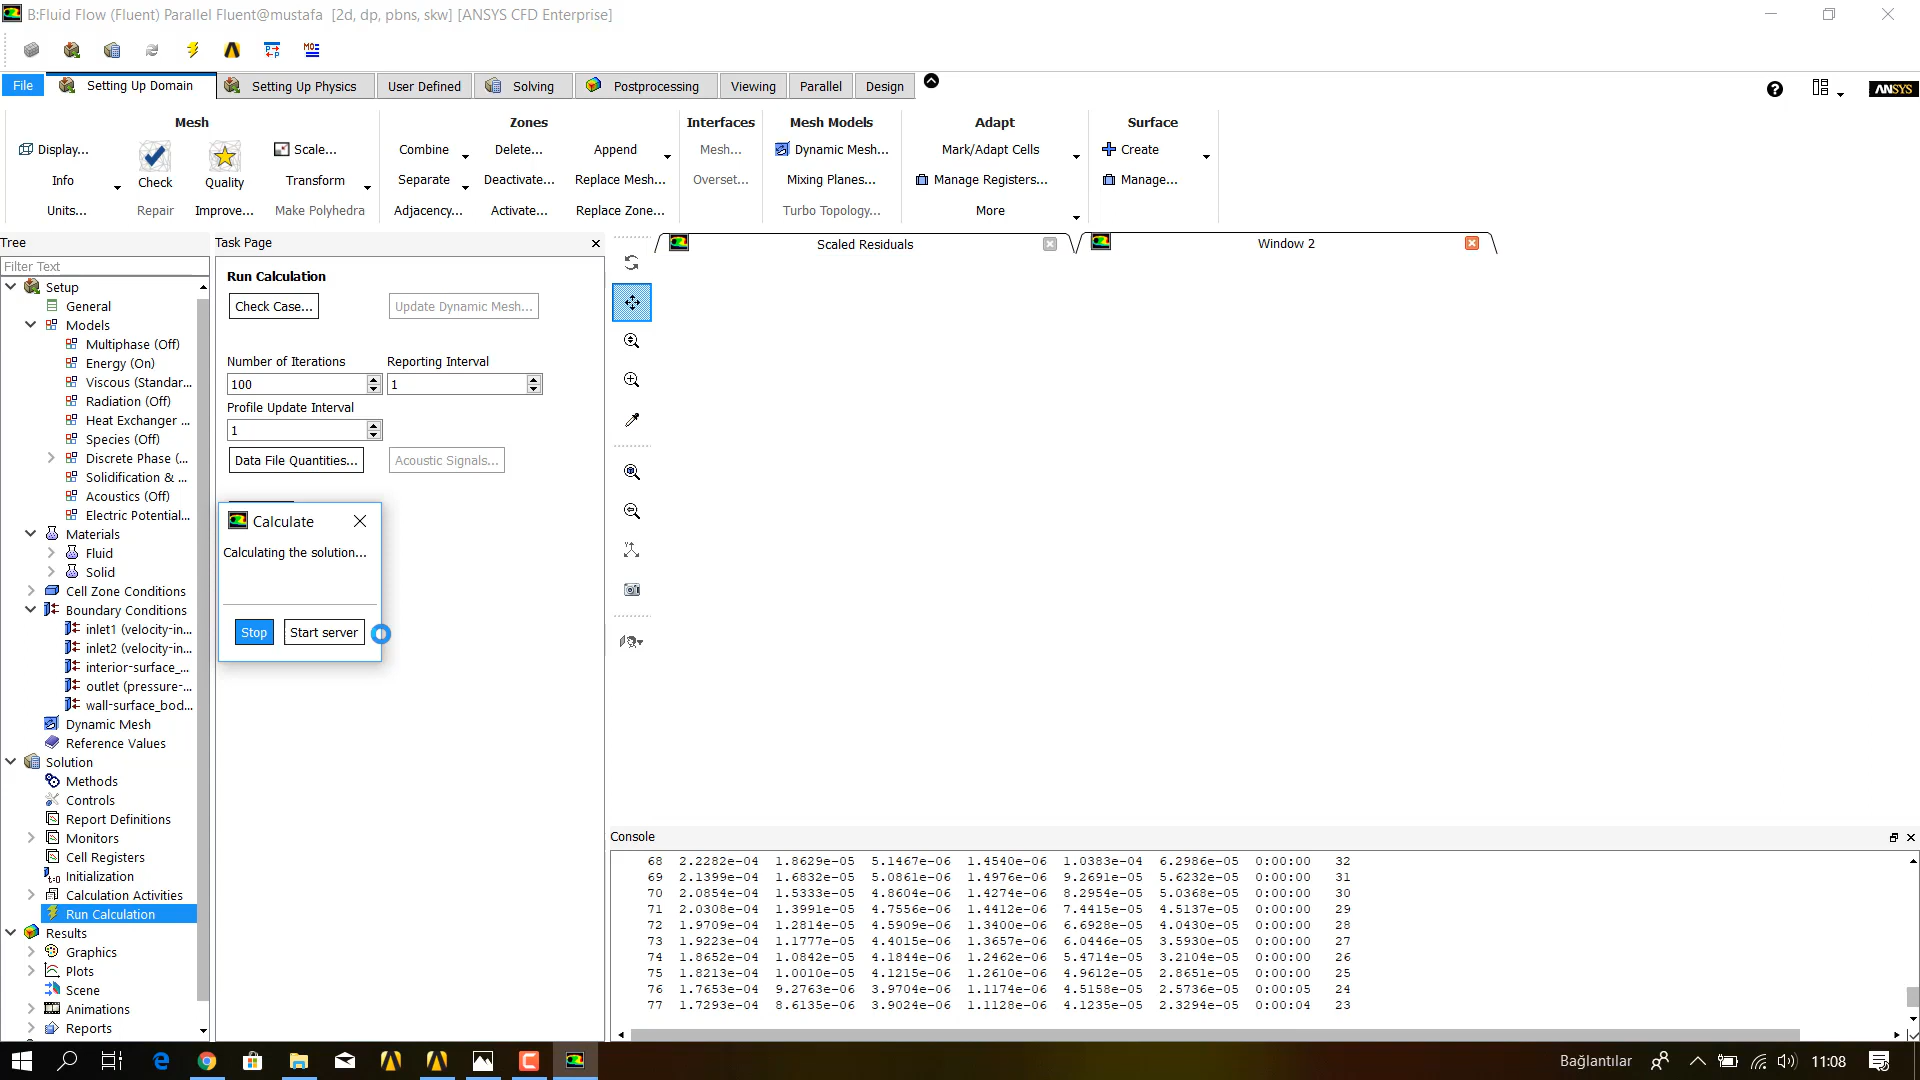 B:Fluid Flow (Fluent) Parallel Fluent@mustafa [2d, dp, pbns, skw] [ANSYS CFD Enterprise]
File
Setting Up Domain
Setting Up Physics
User Defined
Solving
Postprocessing
Viewing
Parallel
Design
ANSYS
Mesh
Display...
Info
Units...
Check
Repair
Quality
Improve...
Scale...
Transform
Make Polyhedra
Zones
Combine
Separate
Adjacency...
Delete...
Deactivate...
Activate...
Append
Replace Mesh...
Replace Zone...
Interfaces
Mesh...
Overset...
Mesh Models
Dynamic Mesh...
Mixing Planes...
Turbo Topology...
Adapt
Mark/Adapt Cells
Manage Registers...
More
Surface
Create
Manage...
Tree
Filter Text
Setup
General
Models
Multiphase (Off)
Energy (On)
Viscous (Standar...
Radiation (Off)
Heat Exchanger ...
Species (Off)
Discrete Phase (...
Solidification & ...
Acoustics (Off)
Electric Potential...
Materials
Fluid
Solid
Cell Zone Conditions
Boundary Conditions
inlet1 (velocity-in...
inlet2 (velocity-in...
interior-surface_...
outlet (pressure-...
wall-surface_bod...
Dynamic Mesh
Reference Values
Solution
Methods
Controls
Report Definitions
Monitors
Cell Registers
Initialization
Calculation Activities
Run Calculation
Results
Graphics
Plots
Scene
Animations
Reports
Task Page
Run Calculation
Check Case...
Update Dynamic Mesh...
Number of Iterations
Reporting Interval
100
1
Profile Update Interval
1
Data File Quantities...
Acoustic Signals...
Calculate
Calculating the solution...
Stop
Start server
Scaled Residuals
Window 2
Console
68 2.2282e-04 1.8629e-05 5.1467e-06 1.4540e-06 1.0383e-04 6.2986e-05 0:00:00 32
69 2.1399e-04 1.6832e-05 5.0861e-06 1.4976e-06 9.2691e-05 5.6232e-05 0:00:00 31
70 2.0854e-04 1.5333e-05 4.8604e-06 1.4274e-06 8.2954e-05 5.0368e-05 0:00:00 30
71 2.0308e-04 1.3991e-05 4.7556e-06 1.4412e-06 7.4415e-05 4.5137e-05 0:00:00 29
72 1.9709e-04 1.2814e-05 4.5909e-06 1.3400e-06 6.6928e-05 4.0430e-05 0:00:00 28
73 1.9223e-04 1.1777e-05 4.4015e-06 1.3657e-06 6.0446e-05 3.5930e-05 0:00:00 27
74 1.8652e-04 1.0842e-05 4.1844e-06 1.2462e-06 5.4714e-05 3.2104e-05 0:00:00 26
75 1.8213e-04 1.0010e-05 4.1215e-06 1.2610e-06 4.9612e-05 2.8651e-05 0:00:00 25
76 1.7653e-04 9.2763e-06 3.9704e-06 1.1174e-06 4.5158e-05 2.5736e-05 0:00:05 24
77 1.7293e-04 8.6135e-06 3.9024e-06 1.1128e-06 4.1235e-05 2.3294e-05 0:00:04 23
Bağlantılar
11:08